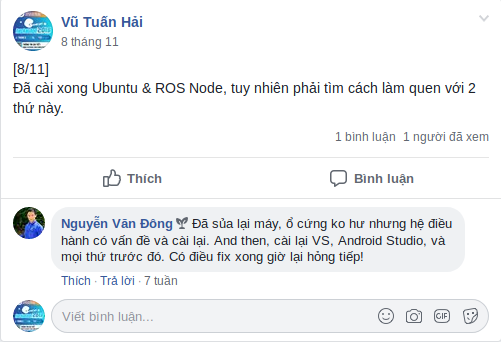 Vũ Tuấn Hải
8 tháng 11
[8/11]
Đã cài xong Ubuntu & ROS Node, tuy nhiên phải tìm cách làm quen với 2
thứ này.
1 bình luận 1 người đã xem
Thích Bình luận
Nguyễn Văn Đông Đã sủa lại máy, ổ cứng ko hư nhưng hệ điều
hành có vấn đề và cải lại. And then, cài lại VS, Android Studio, và
mọi thứ trước đó. Có điều fix xong giờ lại hỏng tiếp!
Thích · Trả lời · 7 tuần
Viết bình luận...
GIF